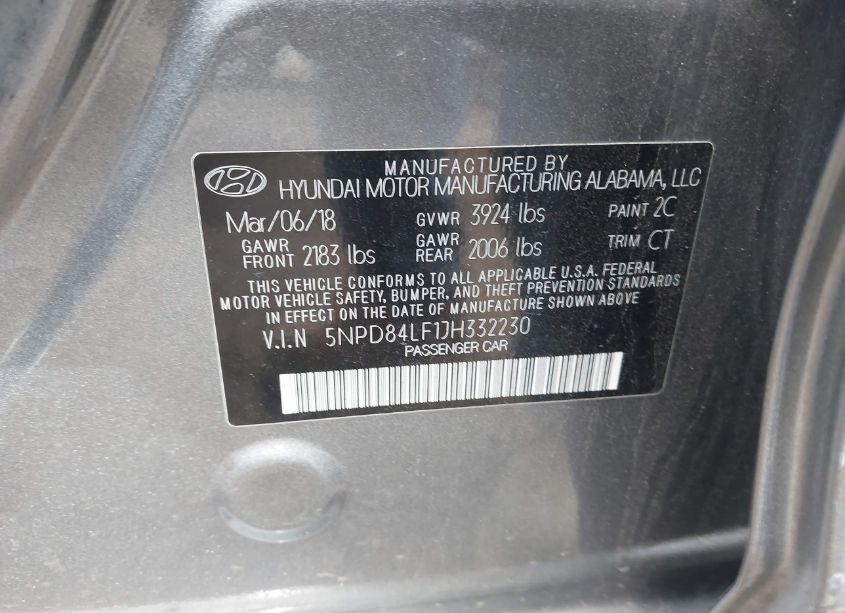 MANUFACTURED BY
HYUNDAI MOTOR MANUFACTURING ALABAMA, LLC
Mar/06/18 GVWR 3924 lbs PAINT 2C
GAWR FRONT 2183 lbs GAWR REAR 2006 lbs TRIM CT
THIS VEHICLE CONFORMS TO ALL APPLICABLE U.S.A. FEDERAL
MOTOR VEHICLE SAFETY, BUMPER, AND THEFT PREVENTION STANDARDS
IN EFFECT ON THE DATE OF MANUFACTURE SHOWN ABOVE
V.I.N 5NPD84LF1JH332230
PASSENGER CAR